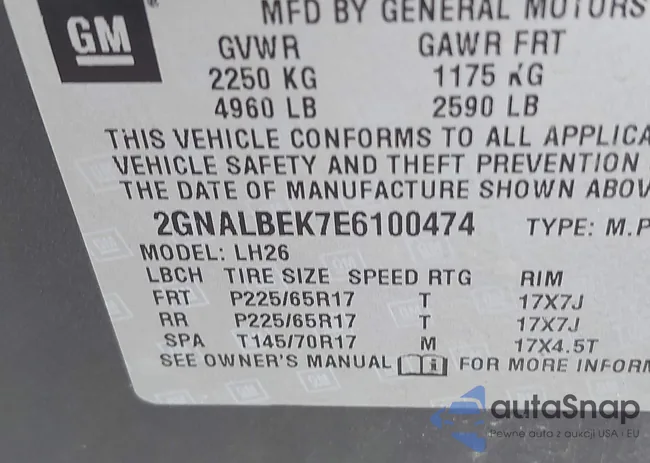 GM
®
MFD BY GENERAL MOTORS
GVWR GAWR FRT
2250 KG 1175 KG
4960 LB 2590 LB
THIS VEHICLE CONFORMS TO ALL APPLICA
VEHICLE SAFETY AND THEFT PREVENTION
THE DATE OF MANUFACTURE SHOWN ABOV
2GNALBEK7E6100474 TYPE: M.P
MODEL: LH26
LBCH TIRE SIZE SPEED RTG RIM
FRT P225/65R17 T 17X7J
RR P225/65R17 T 17X7J
SPA T145/70R17 M 17X4.5T
SEE OWNER'S MANUAL FOR MORE INFORM
autaSnap
Pewne auta z aukcji USA i EU